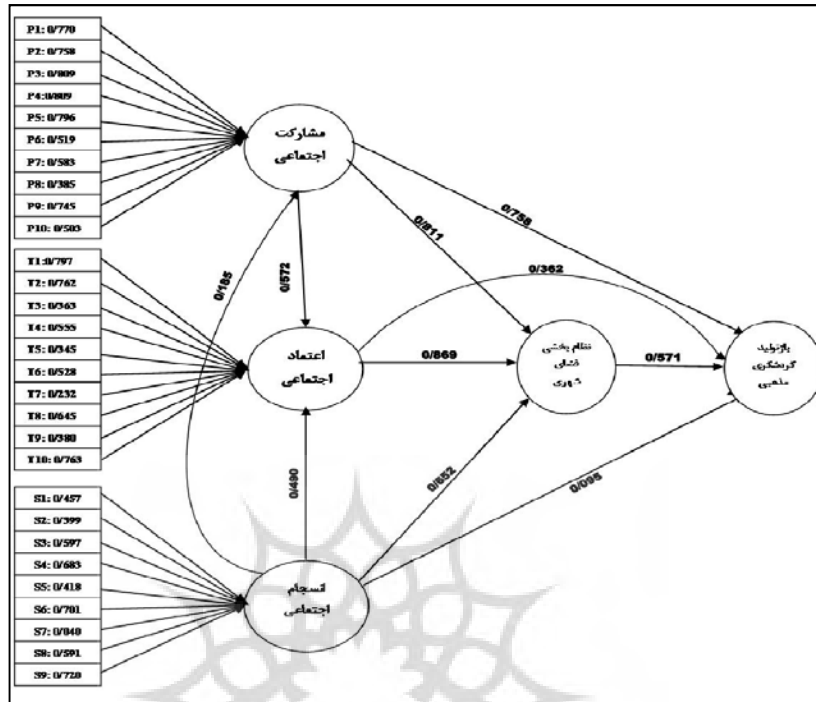 P1: 0/770
P2: 0/758
P3: 0/809
P4:0/809
P5: 0/796
P6: 0/519
P7: 0/583
P8: 0/385
P9: 0/745
P10: 0/503
T1:0/797
T2: 0/762
T3: 0/363
T4: 0/555
T5: 0/345
T6: 0/528
T7: 0/232
T8: 0/645
T9: 0/380
T10: 0/763
S1: 0/457
S2: 0/399
S3: 0/597
S4: 0/683
S5: 0/418
S6: 0/701
S7: 0/840
S8: 0/591
S9: 0/720
مشارکت
اجتماعی
اعتماد
اجتماعی
انسجام
اجتماعی
نظام بخشی
فضای
شهری
بازتولید
گردشگری
مذهبی
0/185
0/572
0/490
0/811
0/758
0/362
0/869
0/652
0/571
0/095